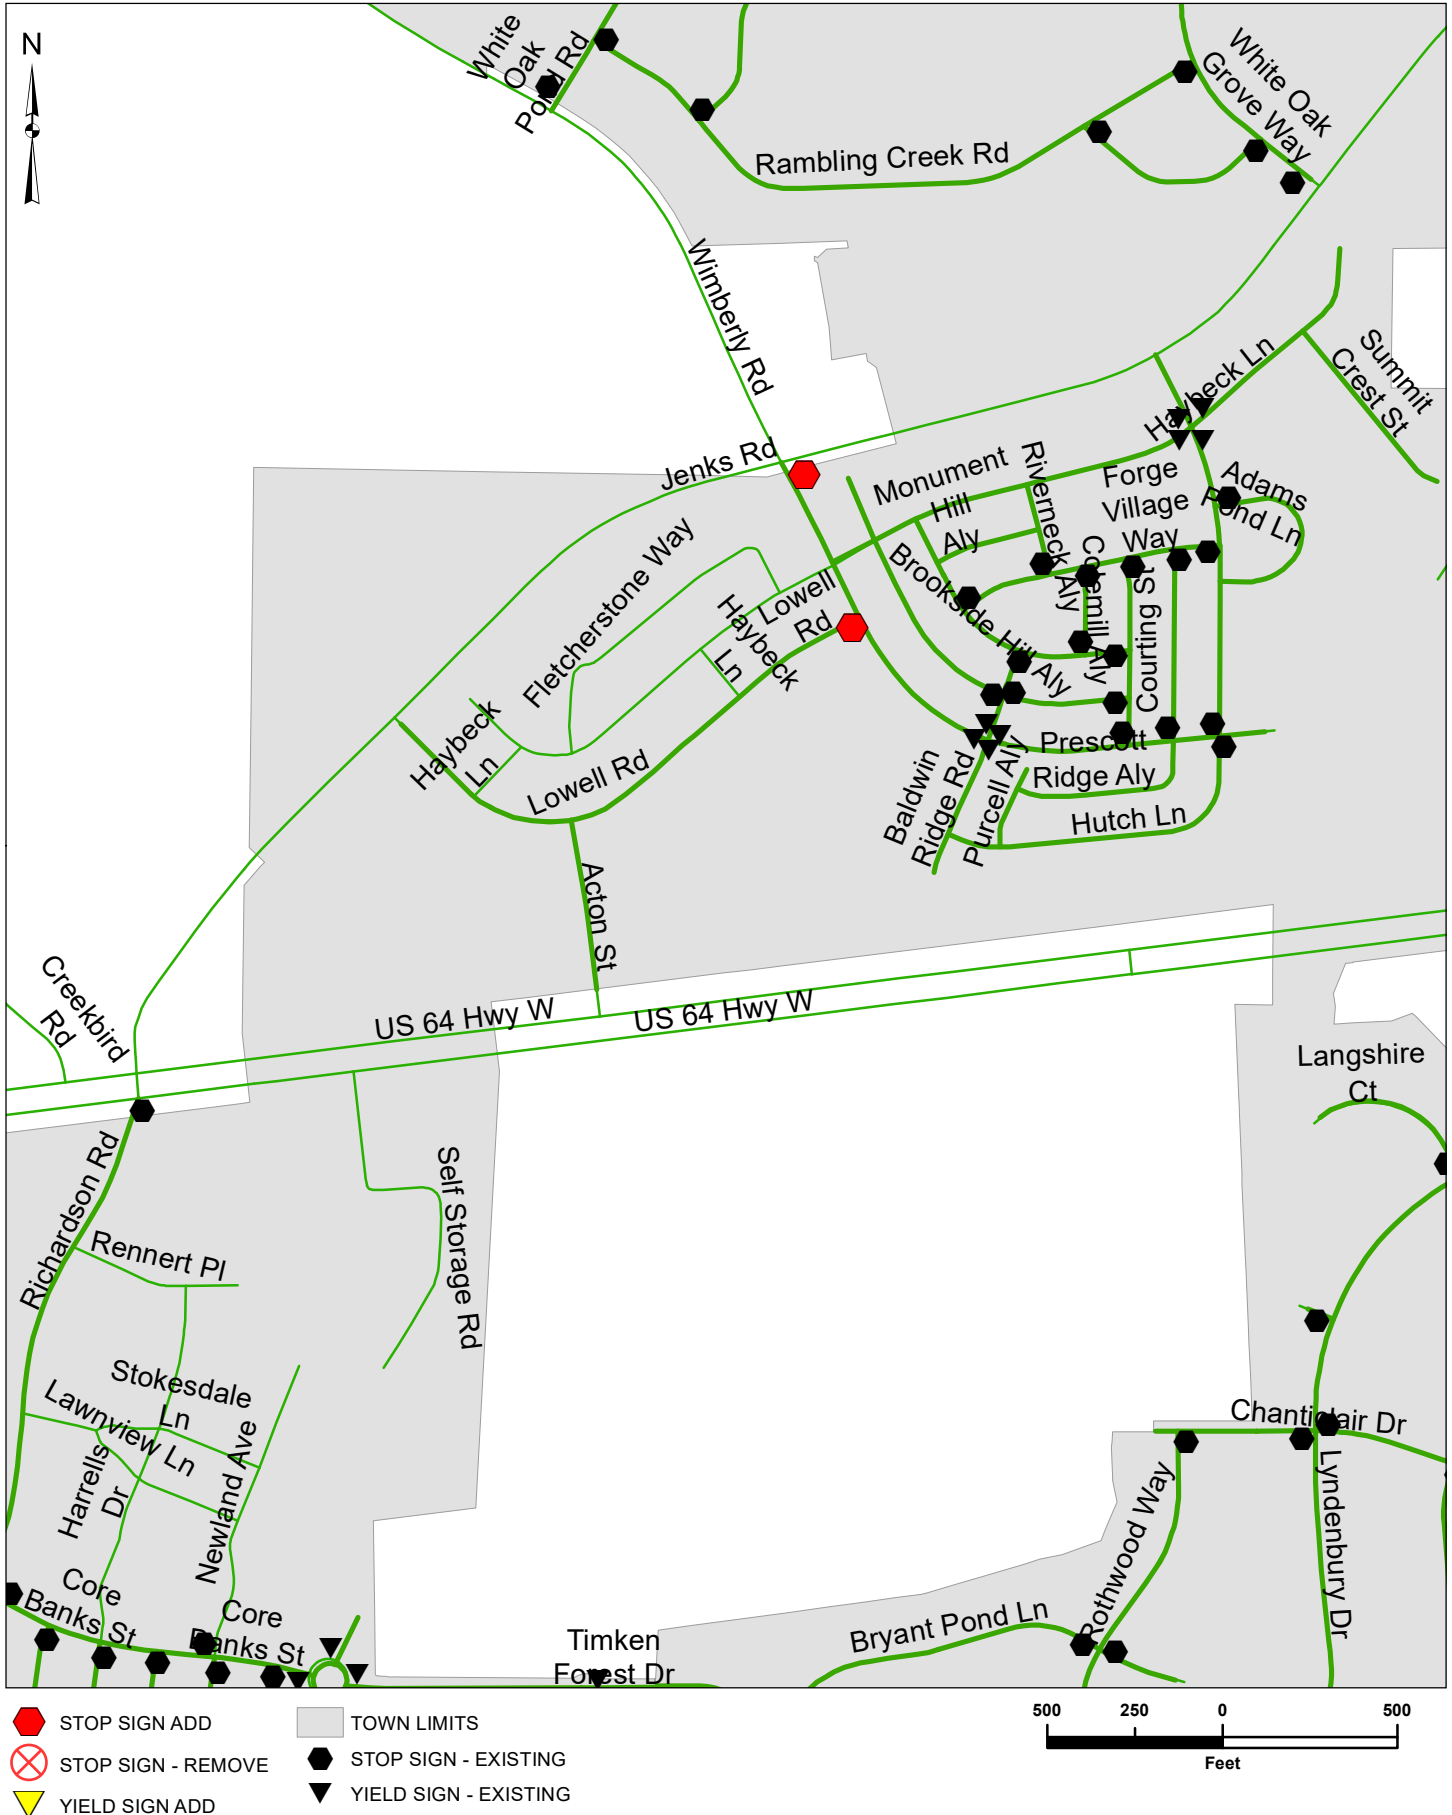 N
White
Oak
Pond Rd
White Oak
Grove Way
Rambling Creek Rd
Wimberly Rd
Haybeck Ln
Summit
Crest St
Jenks Rd
Monument
Hill
Aly
Riverneck Aly
Forge
Village
Way
Adams
Pond Ln
Fletcherstone Way
Lowell
Rd
Haybeck
Ln
Brookside Hill Aly
Courting St
Haybeck
Ln
Lowell Rd
Prescott
Ridge Aly
Baldwin
Ridge Rd
Purcell Aly
Hutch Ln
Acton St
Creekbird
Rd
US 64 Hwy W
US 64 Hwy W
Langshire
Ct
Richardson Rd
Rennert Pl
Self Storage Rd
Stokesdale
Ln
Lawnview Ln
Harrells
Dr
Newland Ave
Chanticlair Dr
Rothwood Way
Lyndenbury Dr
Core
Banks St
Core
Banks St
Timken
Forest Dr
Bryant Pond Ln
STOP SIGN ADD
STOP SIGN - REMOVE
YIELD SIGN ADD
TOWN LIMITS
STOP SIGN - EXISTING
YIELD SIGN - EXISTING
500 250 0 500
Feet